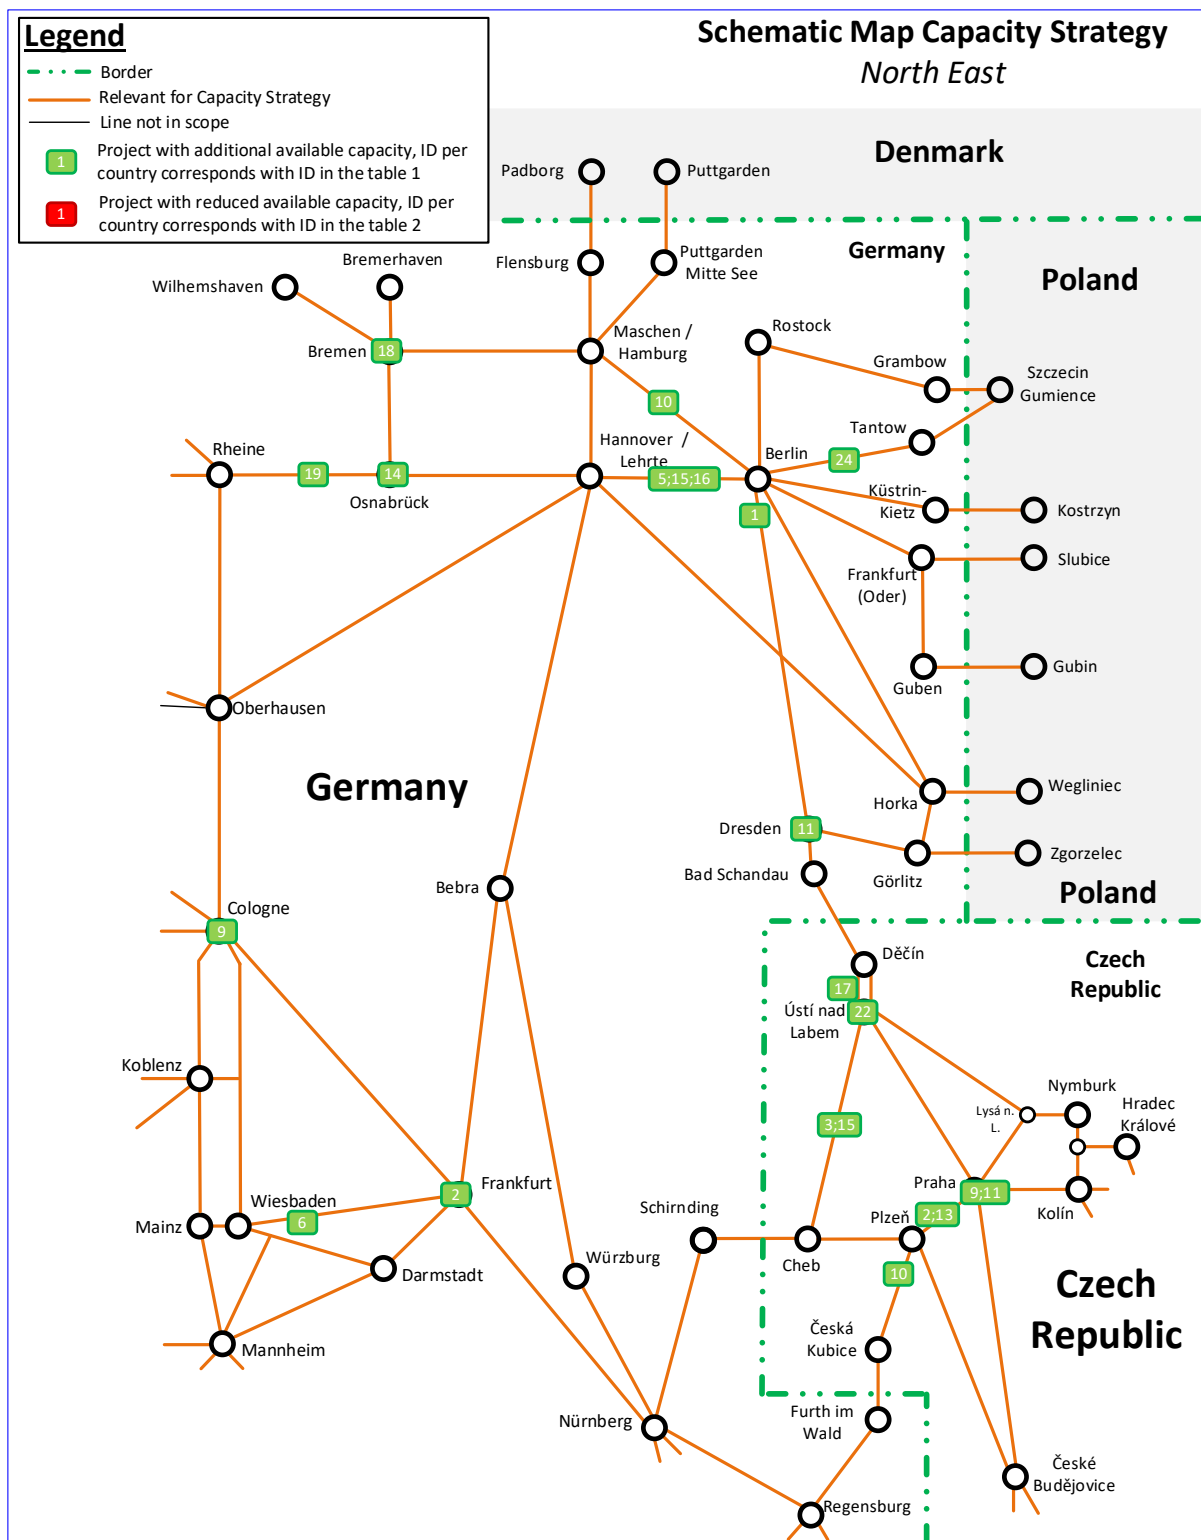 Legend
Border
Relevant for Capacity Strategy
Line not in scope
1
Project with additional available capacity, ID per
country corresponds with ID in the table 1
1
Project with reduced available capacity, ID per
country corresponds with ID in the table 2
Schematic Map Capacity Strategy
North East
Denmark
Padborg
Puttgarden
Flensburg
Puttgarden
Mitte See
Germany
Poland
Bremerhaven
Wilhemshaven
Rostock
Maschen /
Hamburg
Bremen
18
Grambow
Szczecin
Gumience
10
Tantow
Hannover /
Lehrte
Berlin
24
Rheine
19
14
Osnabrück
5;15;16
1
Küstrin-
Kietz
Kostrzyn
Frankfurt
(Oder)
Slubice
Guben
Gubin
Oberhausen
Germany
Horka
Wegliniec
Dresden
11
Görlitz
Zgorzelec
Bad Schandau
Bebra
Poland
Cologne
9
Děčín
Czech
Republic
17
Ústí nad
Labem
22
Koblenz
Nymburk
Lysá n.
L.
Hradec
Králové
3;15
Frankfurt
2
Praha
9;11
Kolín
Wiesbaden
6
Mainz
Schirnding
2;13
Plzeň
Darmstadt
Würzburg
Cheb
10
Czech
Republic
Mannheim
Česká
Kubice
Nürnberg
Furth im
Wald
České
Budějovice
Regensburg